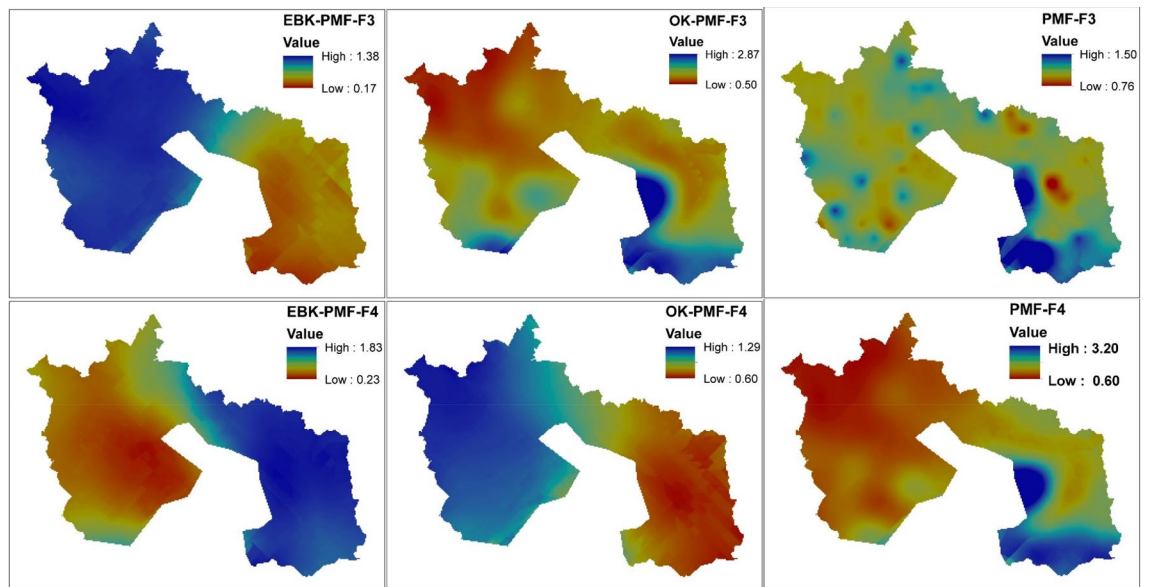 EBK-PMF-F3
Value
High : 1.38
Low : 0.17
OK-PMF-F3
Value
High : 2.87
Low : 0.50
PMF-F3
Value
High : 1.50
Low : 0.76
EBK-PMF-F4
Value
High : 1.83
Low : 0.23
OK-PMF-F4
Value
High : 1.29
Low : 0.60
PMF-F4
Value
High : 3.20
Low : 0.60